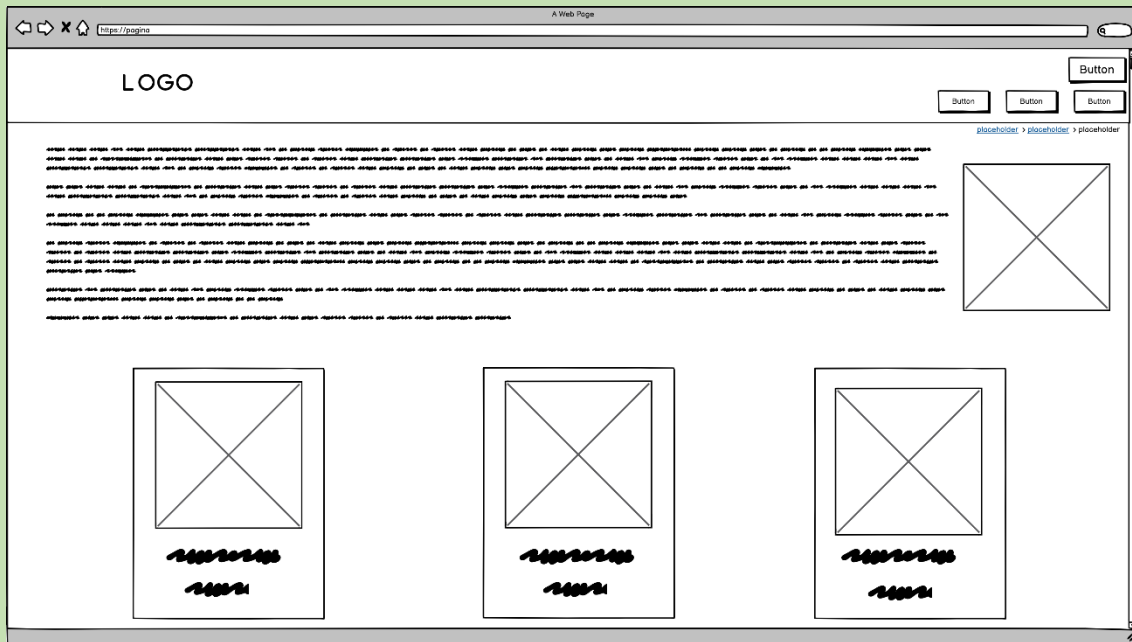 A Web Page
https://pagina
LOGO
Button
Button Button Button
placeholder > placeholder > placeholder